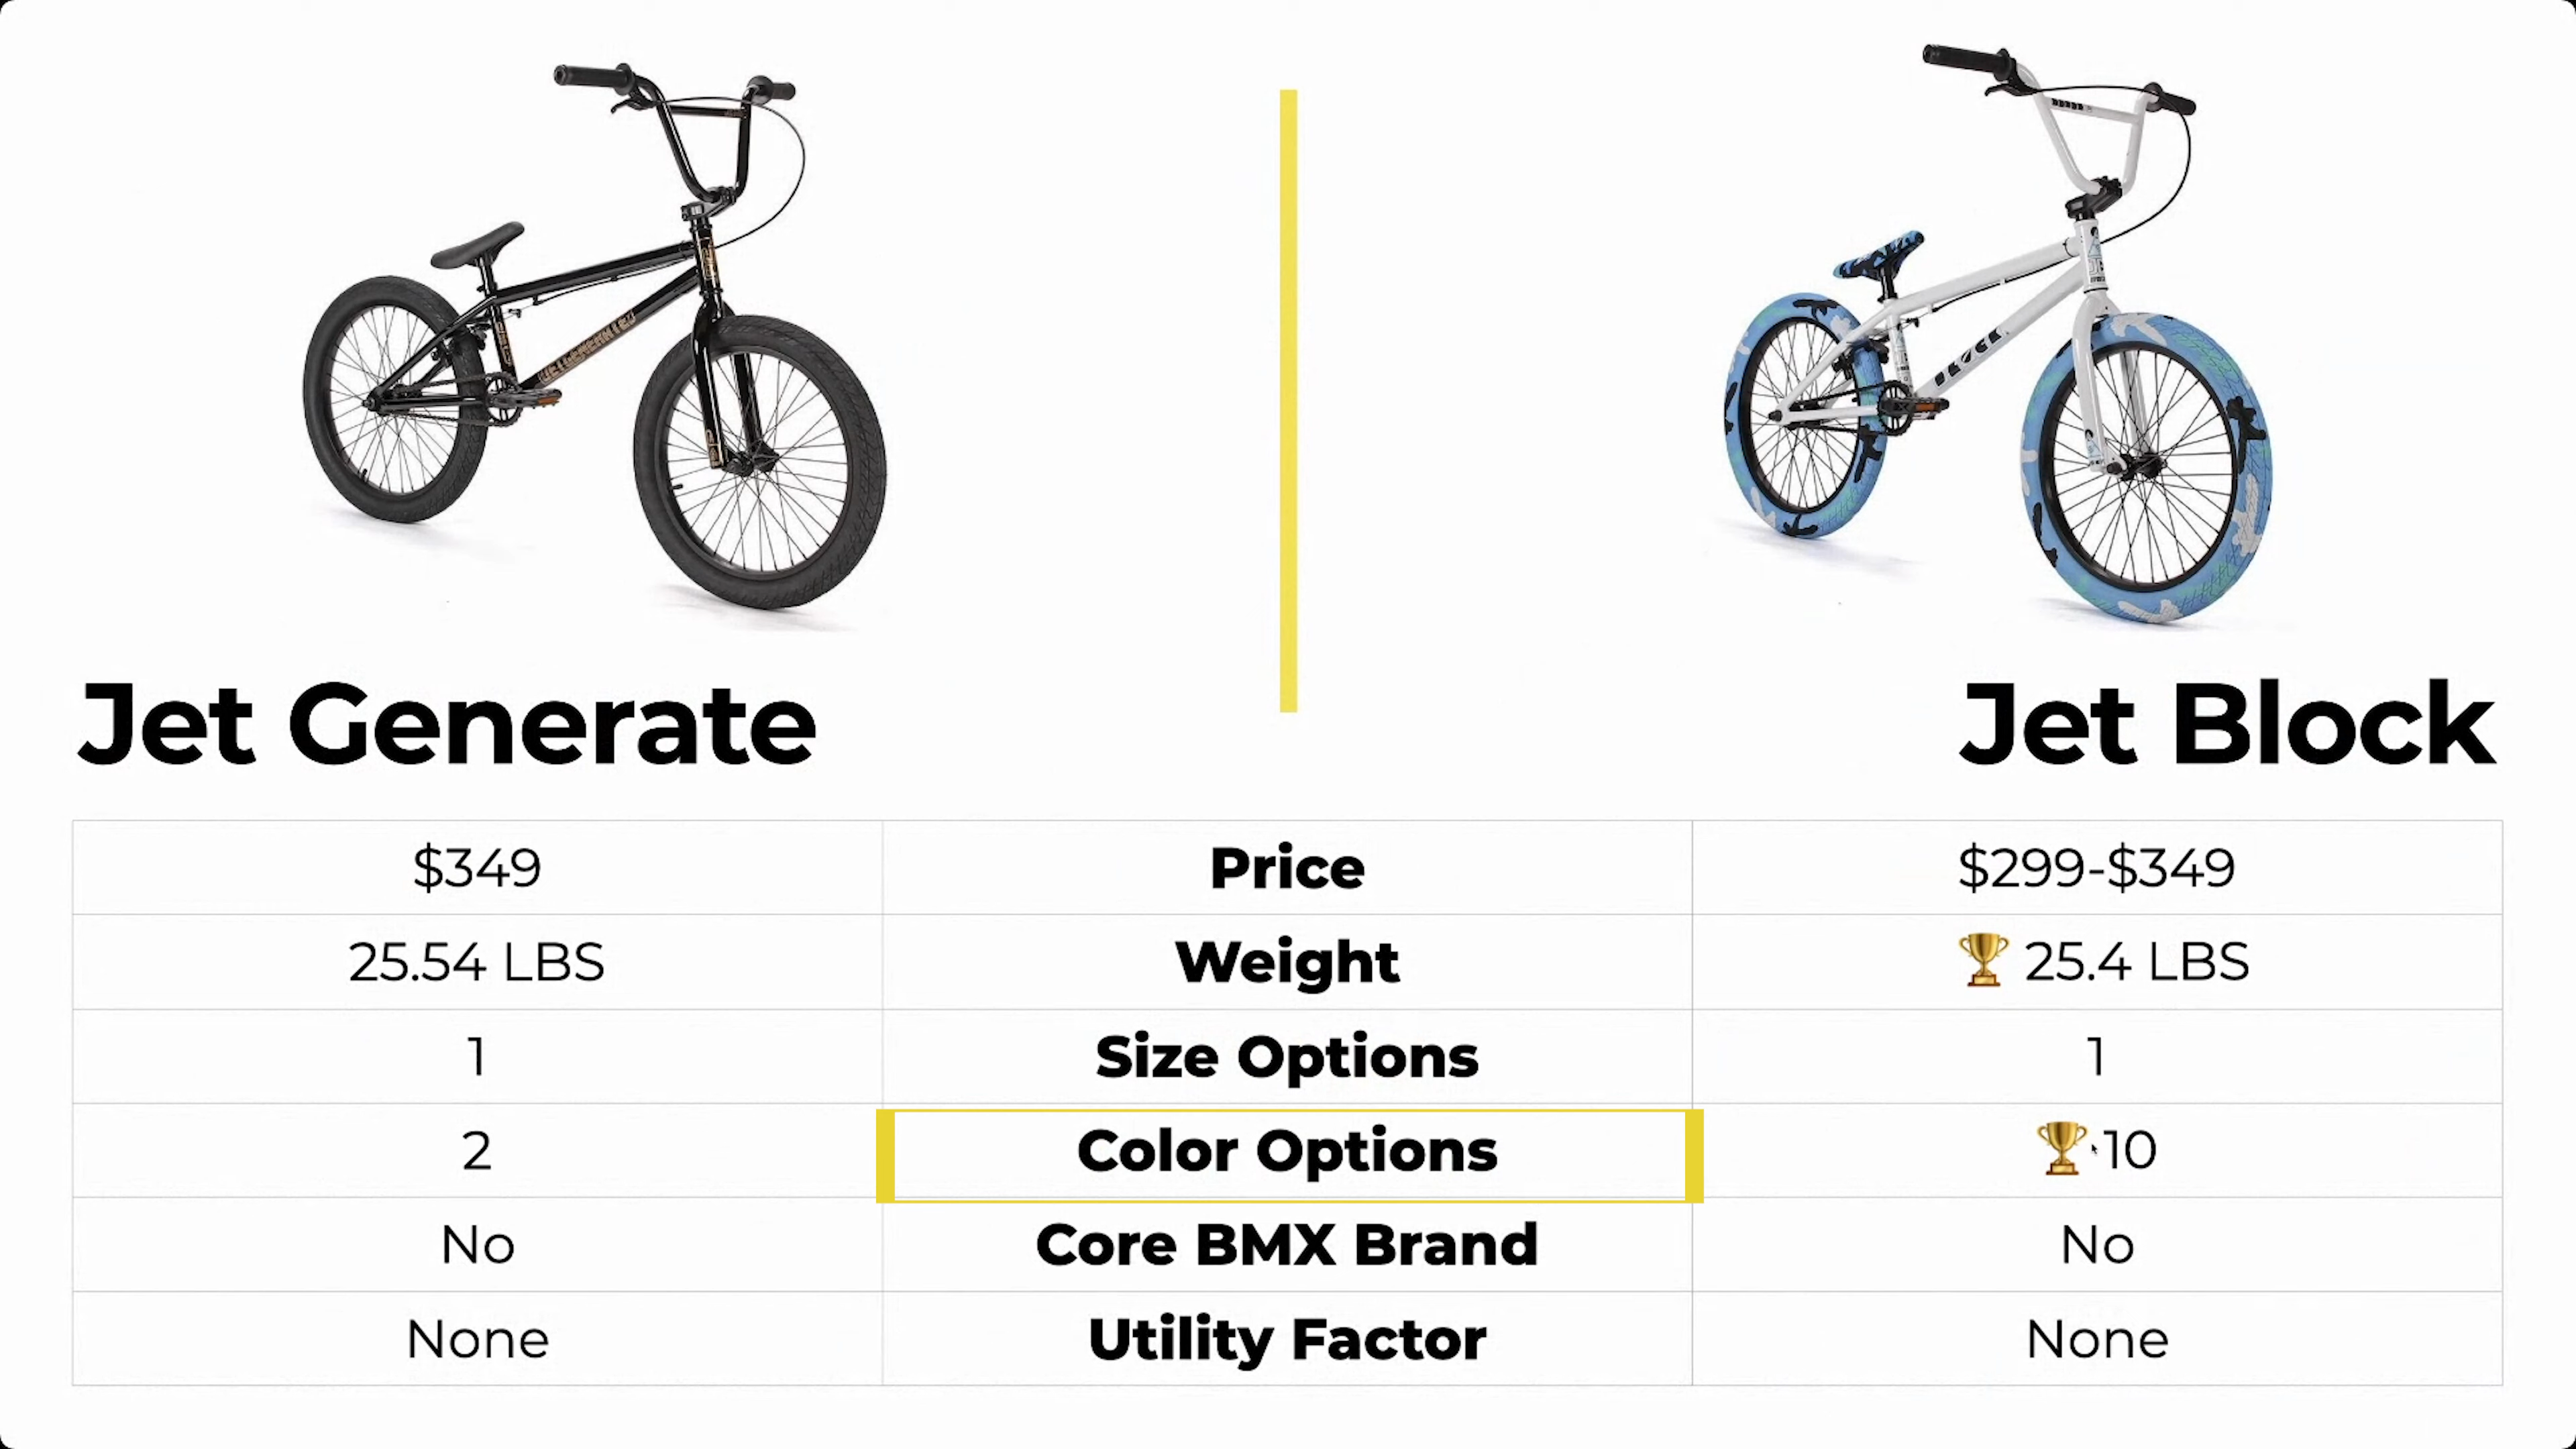 Jet Generate
Jet Block
$349 Price $299-$349
25.54 LBS Weight 🏆 25.4 LBS
1 Size Options 1
2 Color Options 🏆 10
No Core BMX Brand No
None Utility Factor None